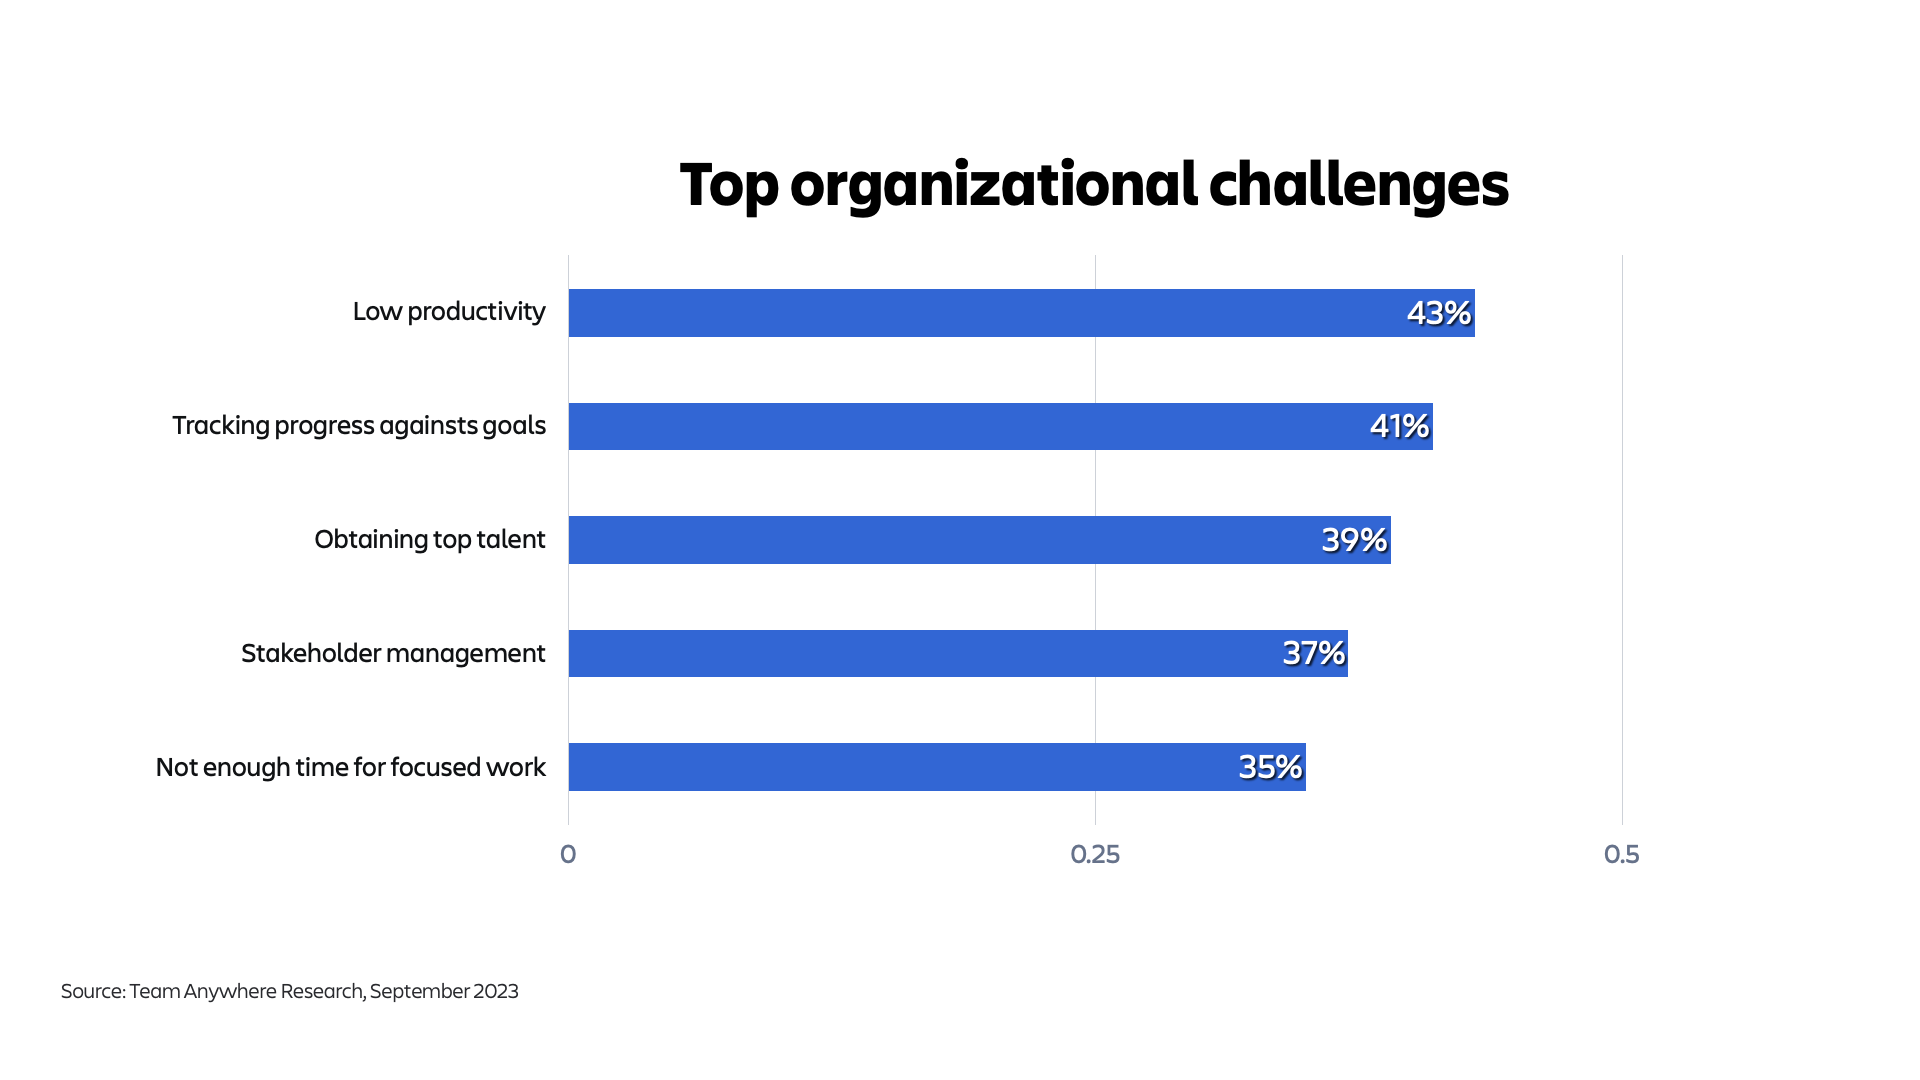 Top organizational challenges
Low productivity
43%
Tracking progress againsts goals
41%
Obtaining top talent
39%
Stakeholder management
37%
Not enough time for focused work
35%
0
0.25
0.5
Source: Team Anywhere Research, September 2023